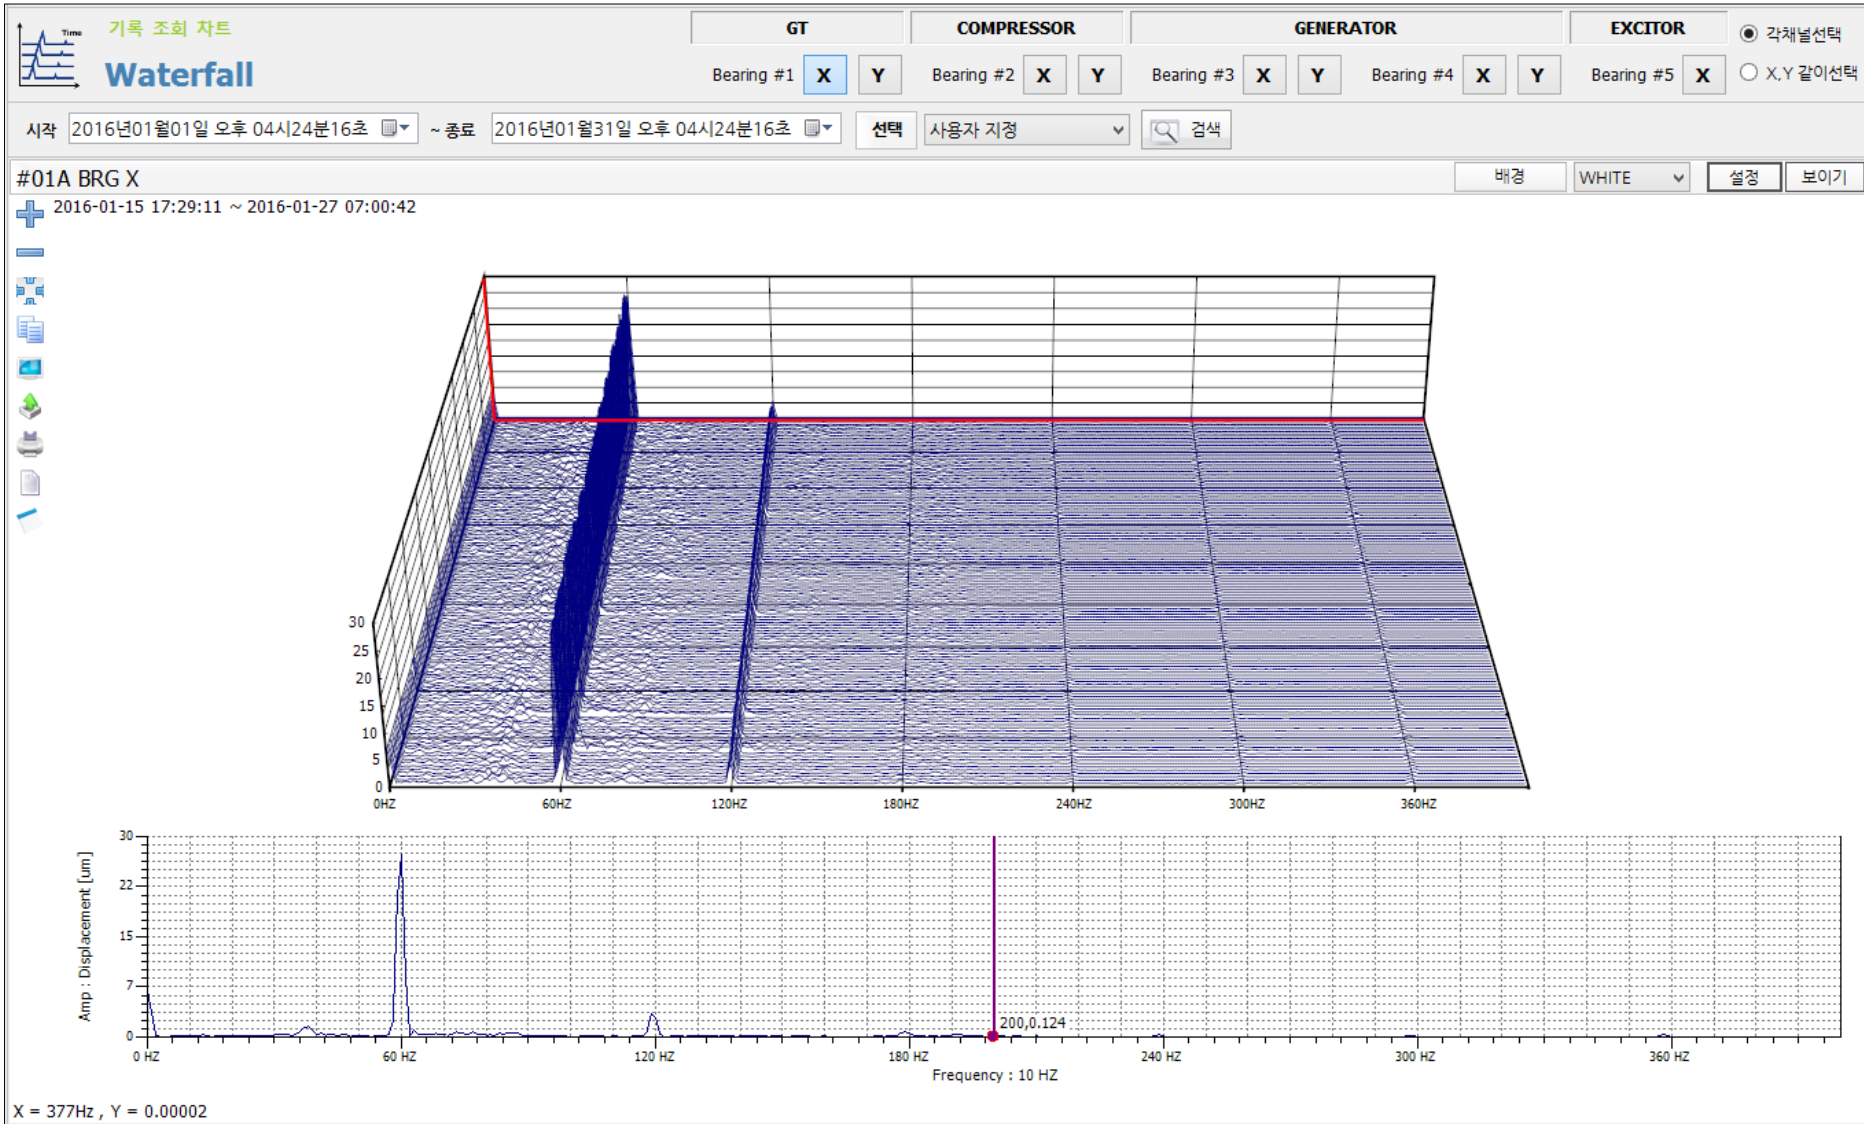 Time
기록 조회 차트
Waterfall
GT COMPRESSOR GENERATOR EXCITOR
Bearing #1 X Y Bearing #2 X Y Bearing #3 X Y Bearing #4 X Y Bearing #5 X
각채널선택
X,Y 같이선택
시작 2016년01월01일 오후 04시24분16초 ~ 종료 2016년01월31일 오후 04시24분16초 선택 사용자 지정 검색
#01A BRG X 배경 WHITE 설정 보이기
2016-01-15 17:29:11 ~ 2016-01-27 07:00:42
30
25
20
15
10
5
0
0HZ 60HZ 120HZ 180HZ 240HZ 300HZ 360HZ
Amp : Displacement [um]
30
22
15
7
0
200,0.124
0 HZ 60 HZ 120 HZ 180 HZ 240 HZ 300 HZ 360 HZ
Frequency : 10 HZ
X = 377Hz , Y = 0.00002